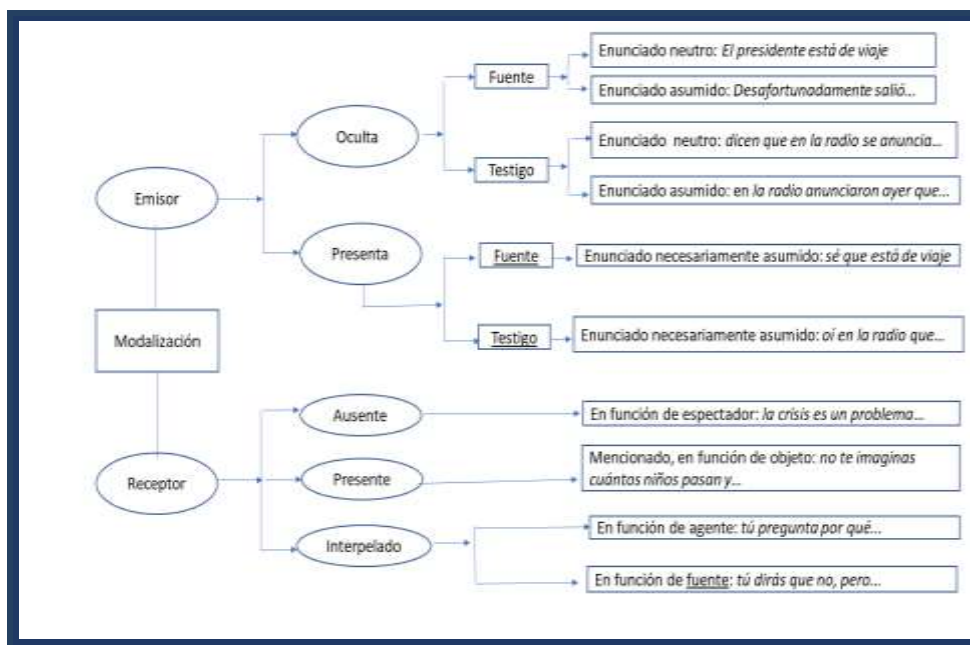 Enunciado neutro: El presidente está de viaje
Fuente
Enunciado asumido: Desafortunadamente salió...
Oculta
Enunciado neutro: dicen que en la radio se anuncia...
Testigo
Enunciado asumido: en la radio anunciaron ayer que...
Emisor
Presenta
Fuente
Enunciado necesariamente asumido: sé que está de viaje
Testigo
Enunciado necesariamente asumido: oí en la radio que...
Modalización
Ausente
En función de espectador: la crisis es un problema...
Receptor
Presente
Mencionado, en función de objeto: no te imaginas
cuántos niños pasan y...
Interpelado
En función de agente: tú pregunta por qué...
En función de fuente: tú dirás que no, pero...